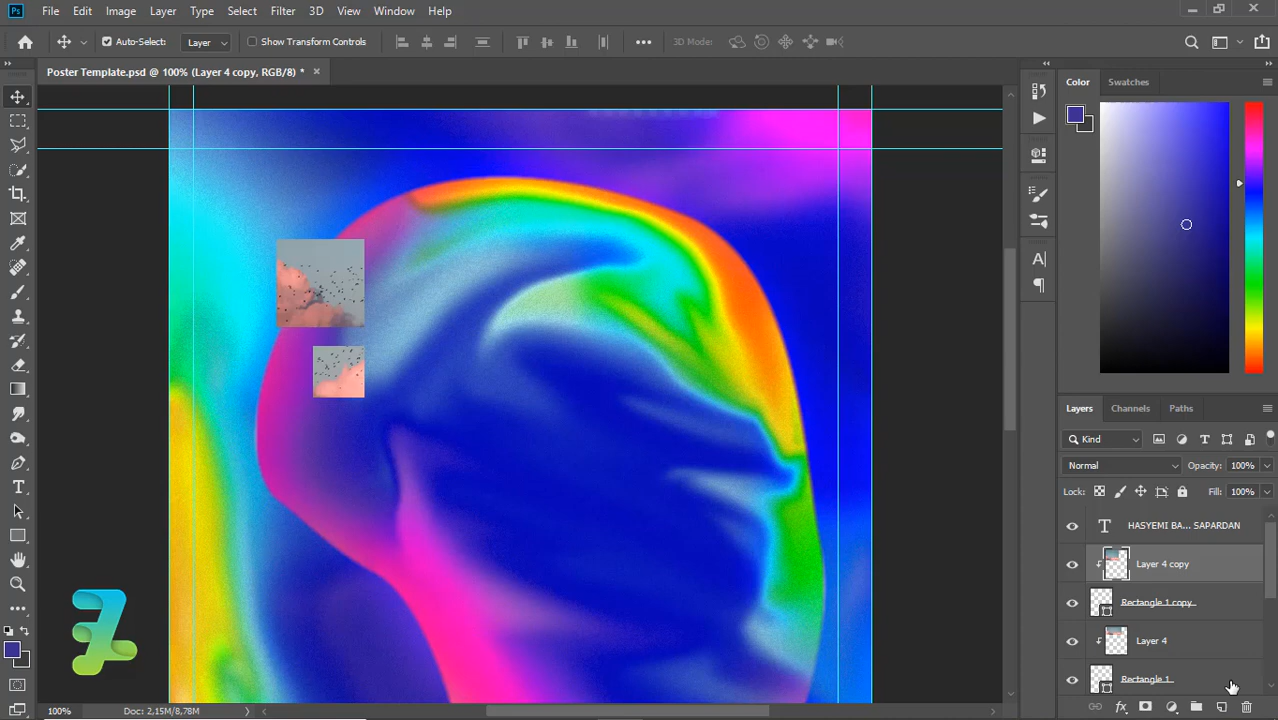 Ps File Edit Image Layer Type Select Filter 3D View Window Help
Auto-Select: Layer Show Transform Controls 3D Mode:
Poster Template.psd @ 100% (Layer 4 copy, RGB/8) *
Color Swatches
Layers Channels Paths
Kind
Normal Opacity: 100%
Lock: Fill: 100%
HASYEMI BA... SAPARDAN
Layer 4 copy
Rectangle 1 copy
Layer 4
Rectangle 1
100% Doc: 2,15M/8,78M